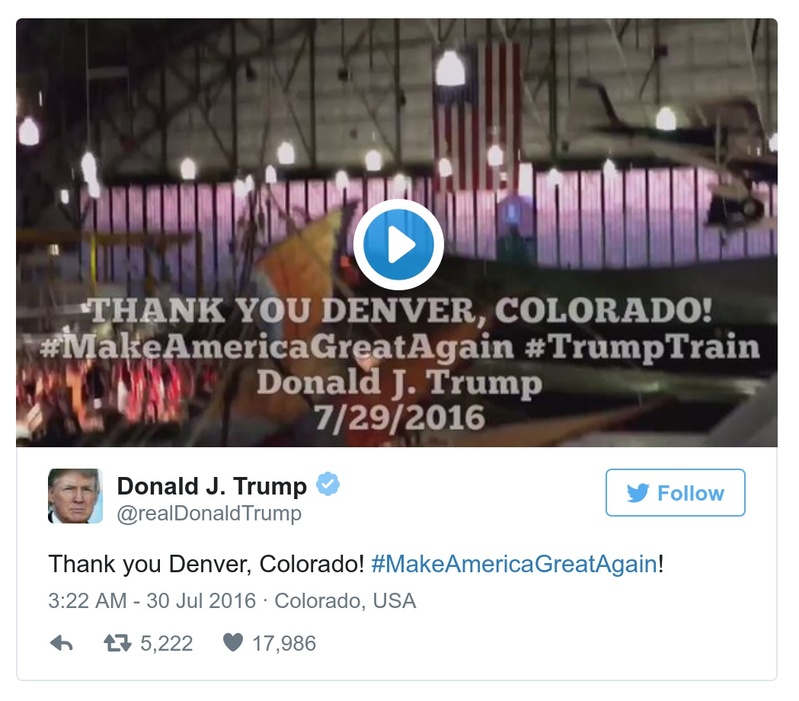 THANK YOU DENVER, COLORADO!
#MakeAmericaGreatAgain #TrumpTrain
Donald J. Trump
7/29/2016
Donald J. Trump
@realDonaldTrump
Follow
Thank you Denver, Colorado! #MakeAmericaGreatAgain!
3:22 AM - 30 Jul 2016 · Colorado, USA
5,222 17,986